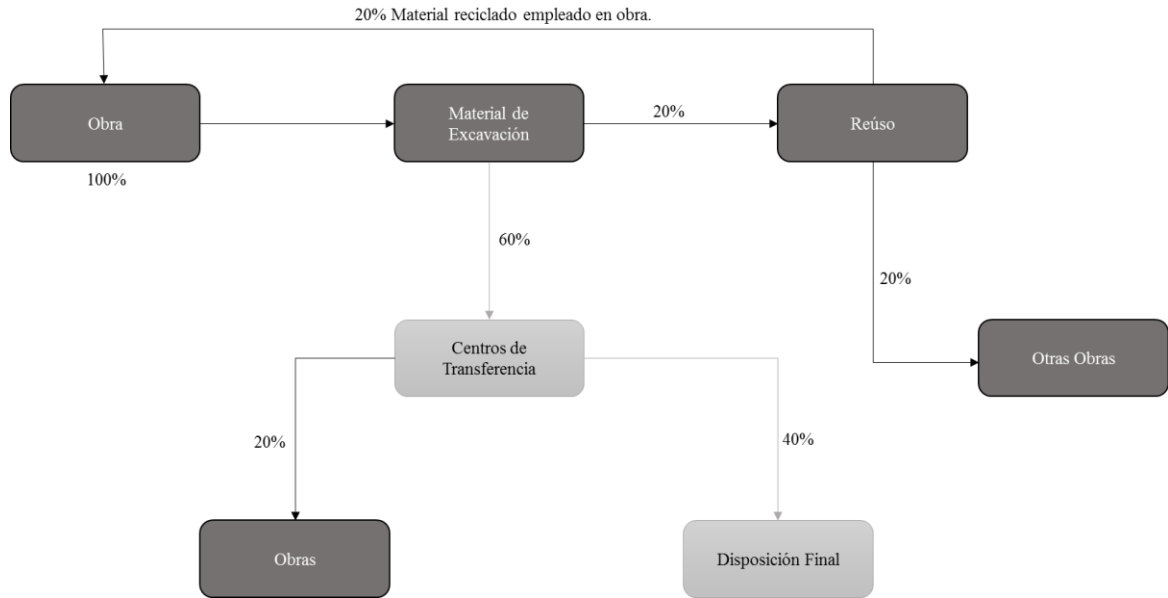 20% Material reciclado empleado en obra.
Obra
Material de
Excavación
20%
Reúso
100%
60%
20%
Centros de
Transferencia
Otras Obras
20%
40%
Obras
Disposición Final